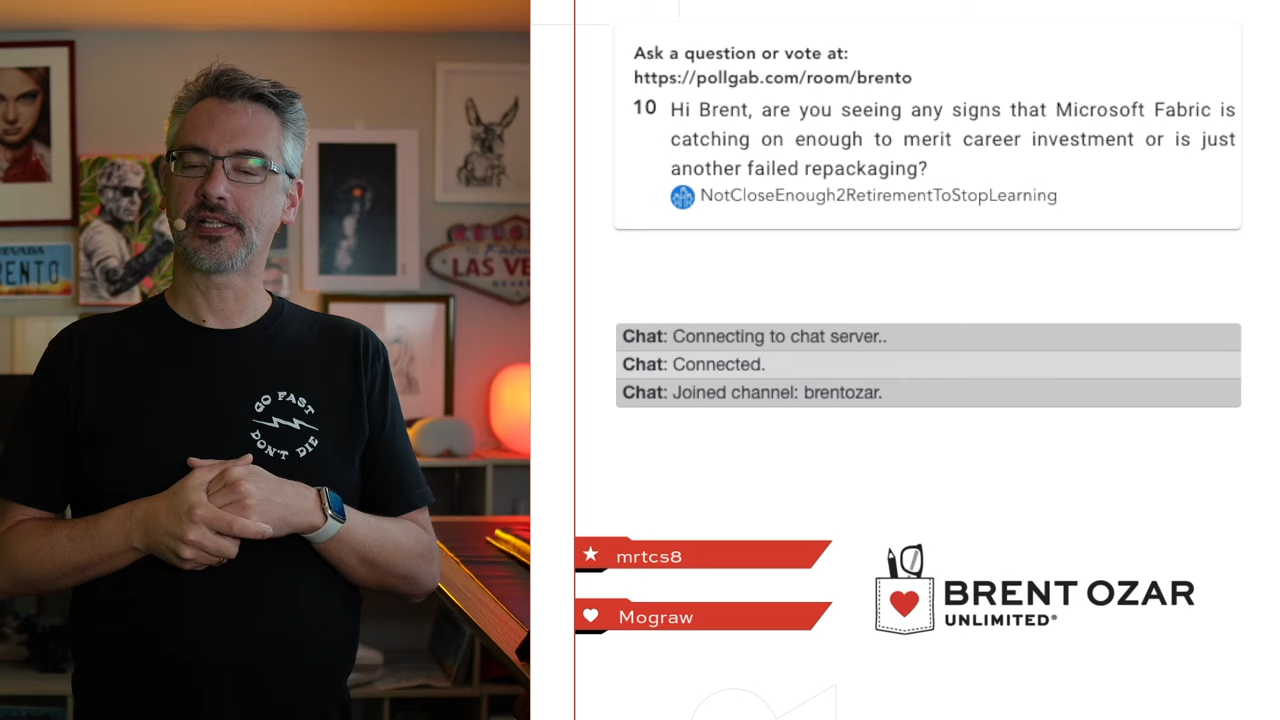 Ask a question or vote at:
https://pollgab.com/room/brento
10 Hi Brent, are you seeing any signs that Microsoft Fabric is
catching on enough to merit career investment or is just
another failed repackaging?
NotCloseEnough2RetirementToStopLearning
Chat: Connecting to chat server..
Chat: Connected.
Chat: Joined channel: brentozar.
mrtcs8
Mograw
BRENT OZAR
UNLIMITED®
GO FAST
DON'T DIE
LAS VE
NEVA
EVADA
ENTO